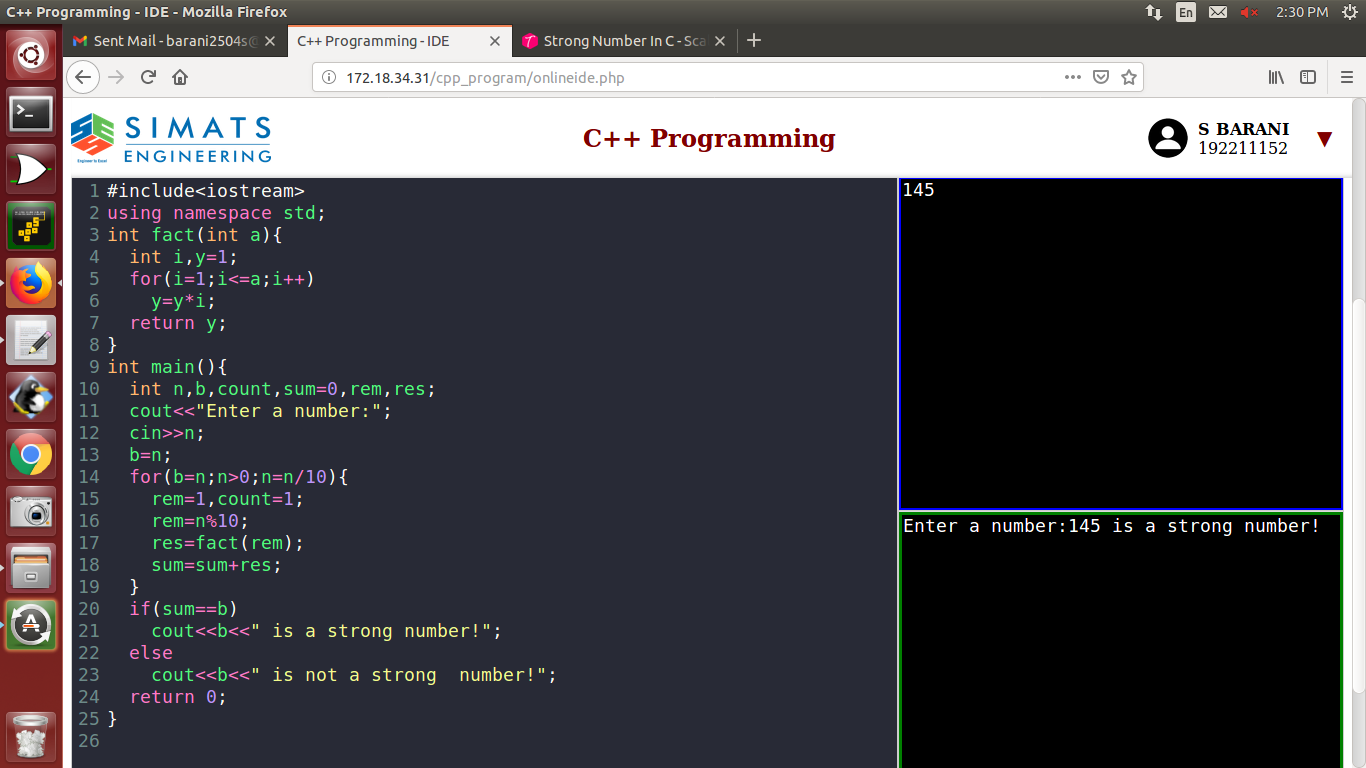 C++ Programming - IDE - Mozilla Firefox
En
2:30 PM
Sent Mail - barani2504s@
C++ Programming - IDE
Strong Number In C - Sca
172.18.34.31/cpp_program/onlineide.php
SIMATS
ENGINEERING
Engineer to Excel
C++ Programming
S BARANI
192211152
1 #include<iostream>
2 using namespace std;
3 int fact(int a){
4   int i,y=1;
5   for(i=1;i<=a;i++)
6     y=y*i;
7   return y;
8 }
9 int main(){
10   int n,b,count,sum=0,rem,res;
11   cout<<"Enter a number:";
12   cin>>n;
13   b=n;
14   for(b=n;n>0;n=n/10){
15     rem=1,count=1;
16     rem=n%10;
17     res=fact(rem);
18     sum=sum+res;
19   }
20   if(sum==b)
21     cout<<b<<" is a strong number!";
22   else
23     cout<<b<<" is not a strong  number!";
24   return 0;
25 }
26
145
Enter a number:145 is a strong number!